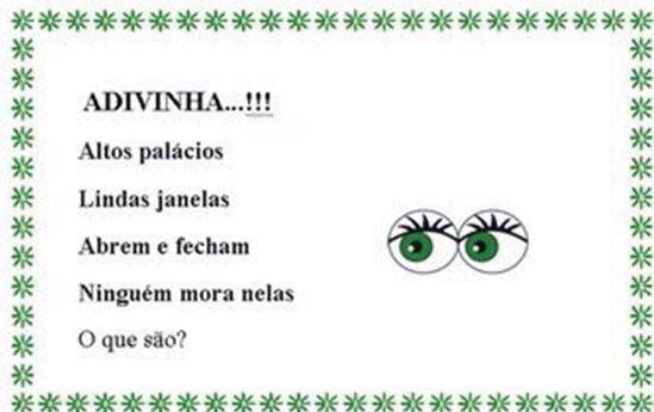 ADIVINHA...!!!
Altos palácios
Lindas janelas
Abrem e fecham
Ninguém mora nelas
O que são?